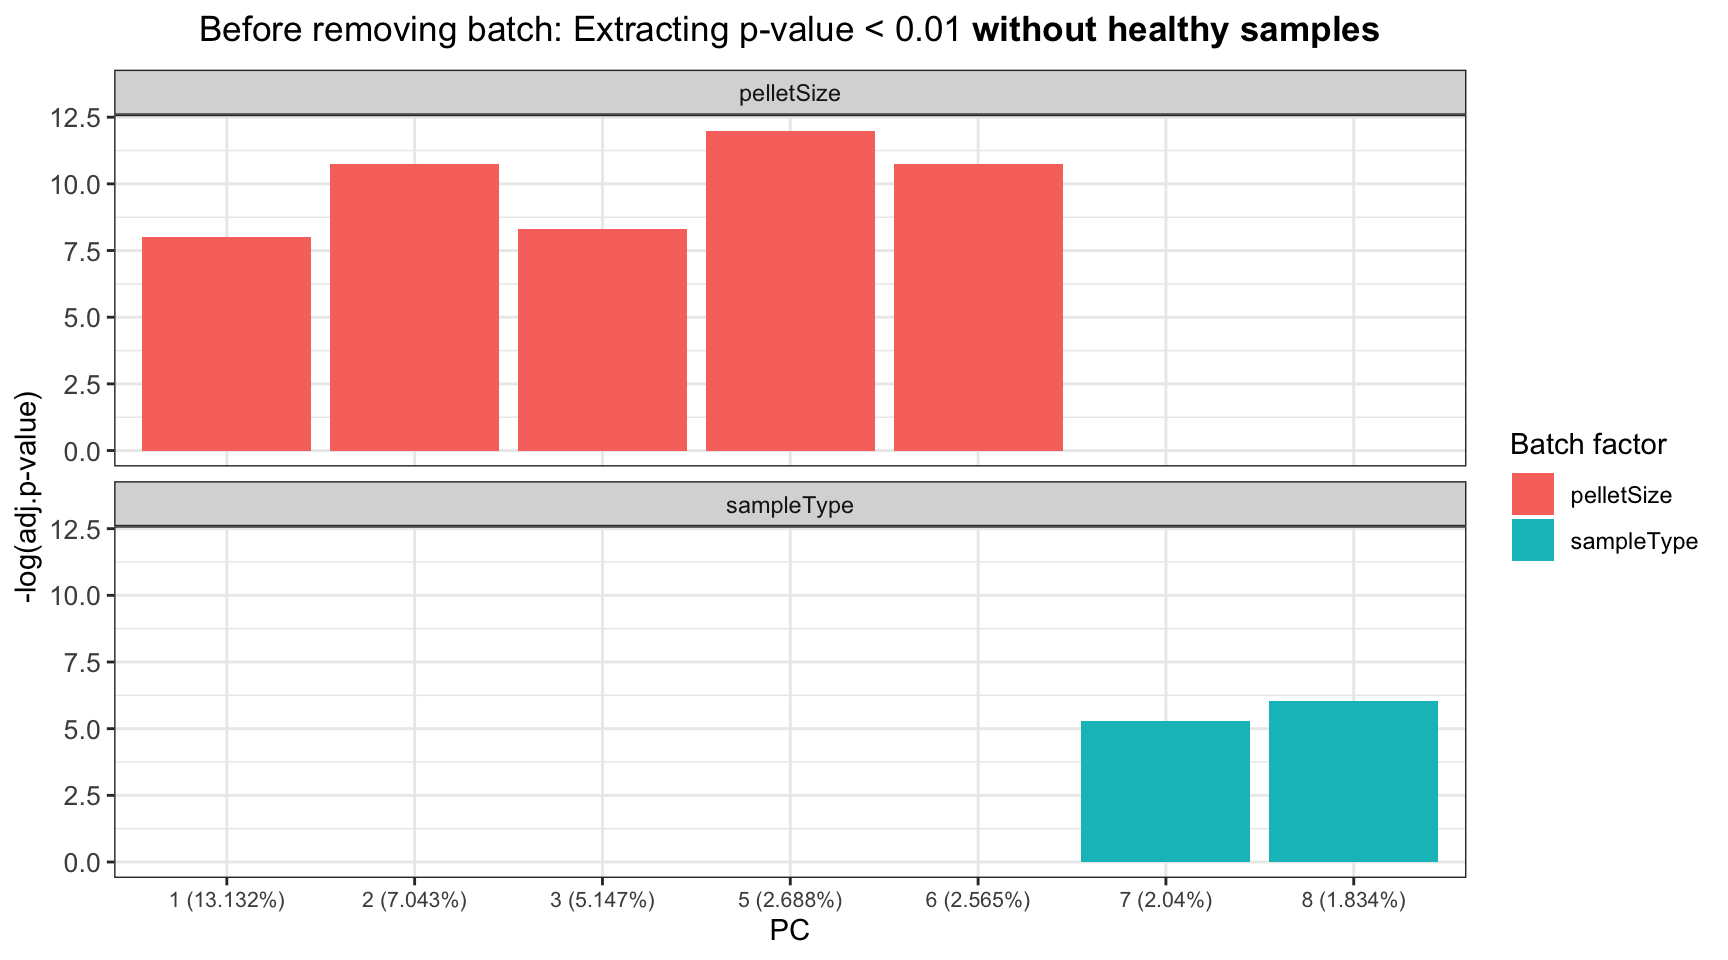 Before removing batch: Extracting p-value < 0.01 without healthy samples
pelletSize
12.5
10.0
7.5
5.0
2.5
0.0
sampleType
12.5
10.0
7.5
5.0
2.5
0.0
-log(adj.p-value)
1 (13.132%) 2 (7.043%) 3 (5.147%) 5 (2.688%) 6 (2.565%) 7 (2.04%) 8 (1.834%)
PC
Batch factor
pelletSize
sampleType